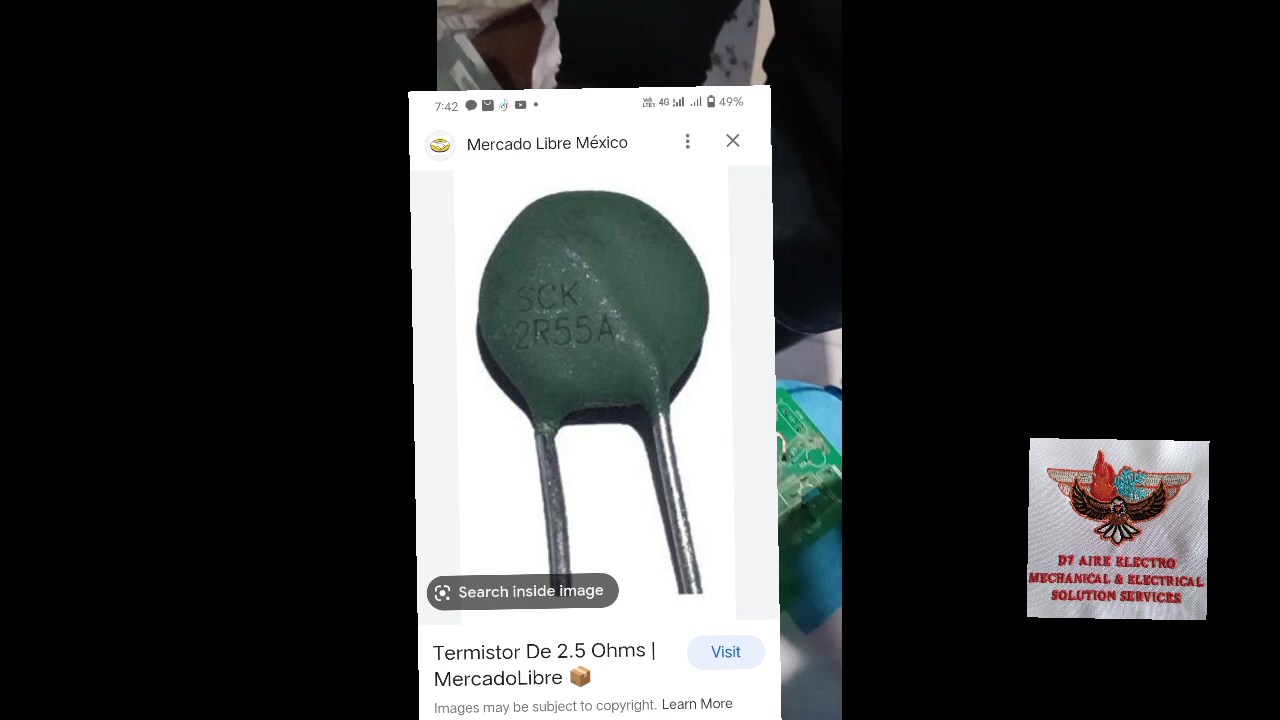 7:42
4G
49%
Mercado Libre México
SCK
2R55A
Search inside image
Termistor De 2.5 Ohms |
MercadoLibre 📦
Visit
Images may be subject to copyright. Learn More
D7 AIRE ELECTRO
MECHANICAL & ELECTRICAL
SOLUTION SERVICES